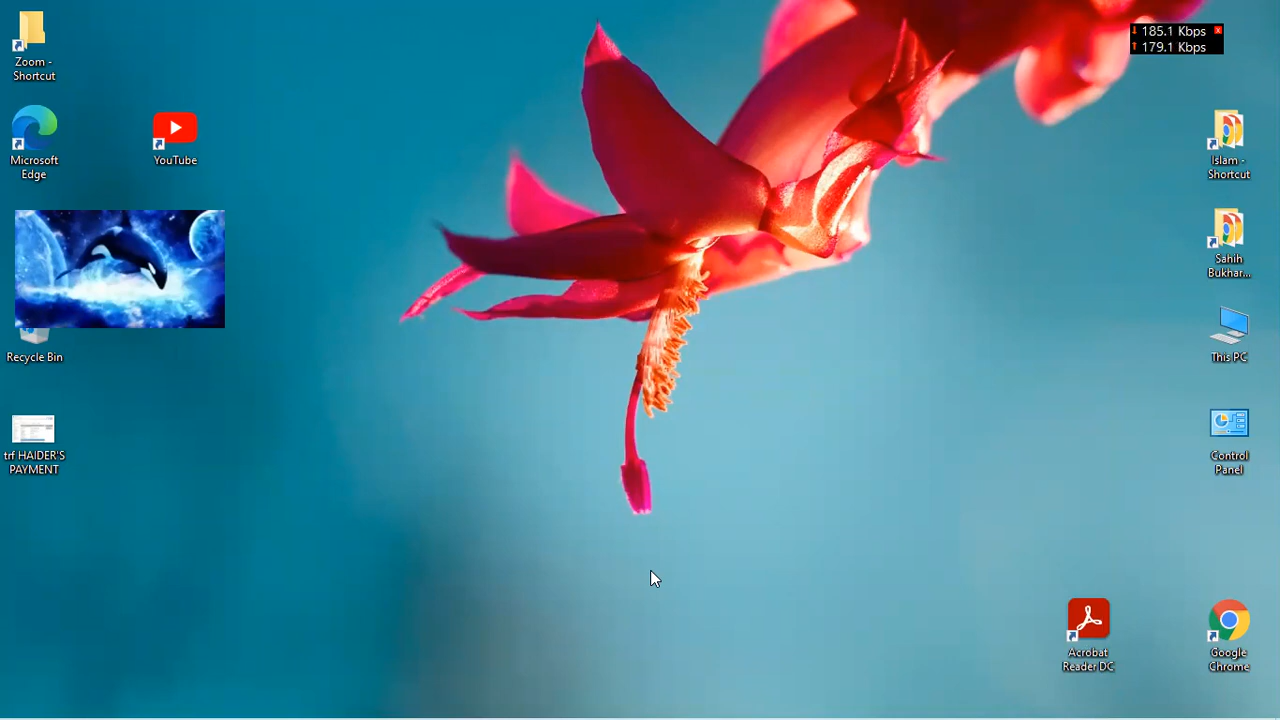 Zoom -
Shortcut
Microsoft
Edge
YouTube
Recycle Bin
trf HAIDER'S
PAYMENT
185.1 Kbps
179.1 Kbps
Islam -
Shortcut
Sahih
Bukhar...
This PC
Control
Panel
Acrobat
Reader DC
Google
Chrome